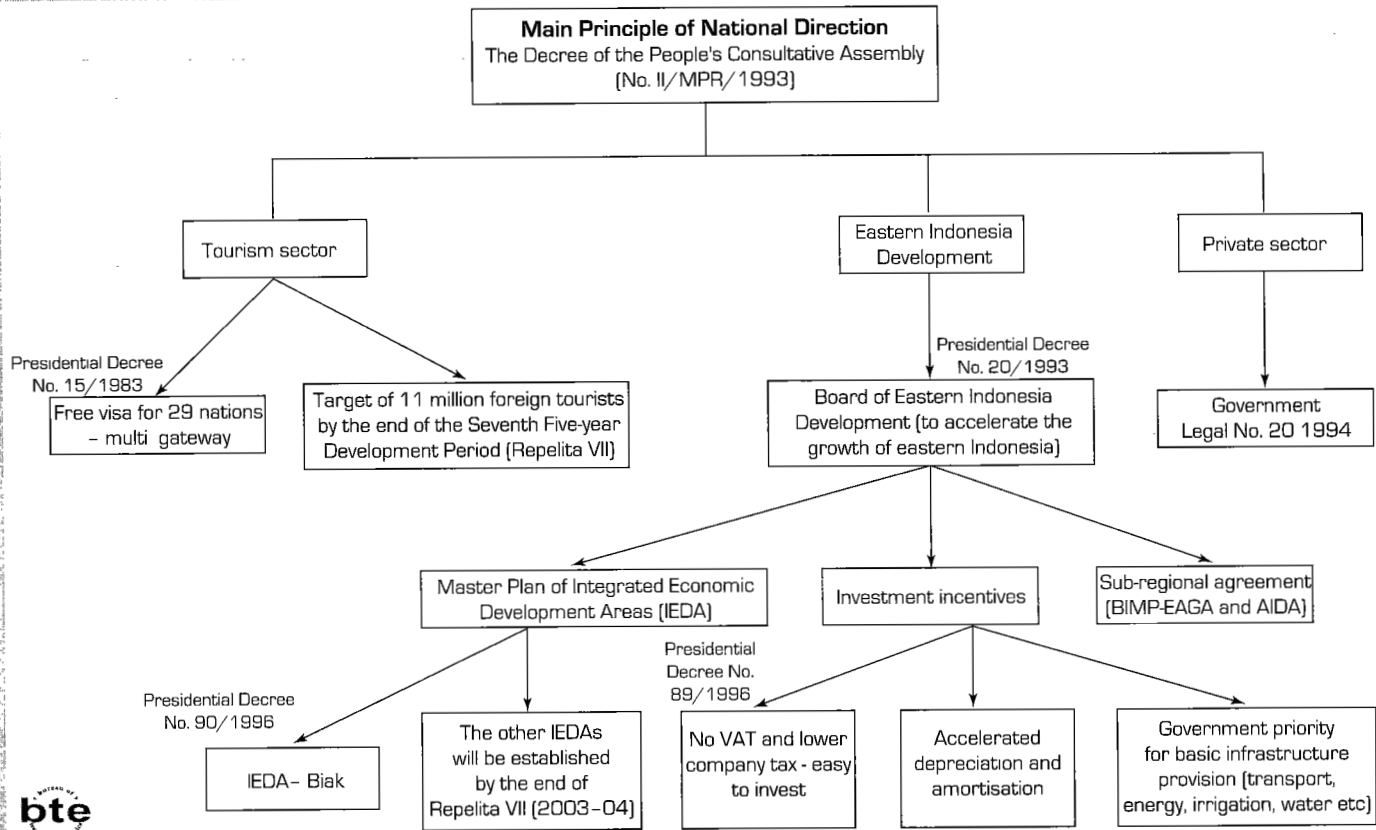 Main Principle of National Direction
The Decree of the People's Consultative Assembly
(No. II/MPR/1993)
Tourism sector
Eastern Indonesia
Development
Private sector
Presidential Decree
No. 15/1983
Free visa for 29 nations
– multi gateway
Target of 11 million foreign tourists
by the end of the Seventh Five-year
Development Period (Repelita VII)
Presidential Decree
No. 20/1993
Board of Eastern Indonesia
Development (to accelerate the
growth of eastern Indonesia)
Government
Legal No. 20 1994
Master Plan of Integrated Economic
Development Areas (IEDA)
Investment incentives
Sub-regional agreement
(BIMP-EAGA and AIDA)
Presidential Decree
No. 90/1996
IEDA– Biak
The other IEDAs
will be established
by the end of
Repelita VII (2003–04)
Presidential
Decree No.
89/1996
No VAT and lower
company tax - easy
to invest
Accelerated
depreciation and
amortisation
Government priority
for basic infrastructure
provision (transport,
energy, irrigation, water etc)
bte